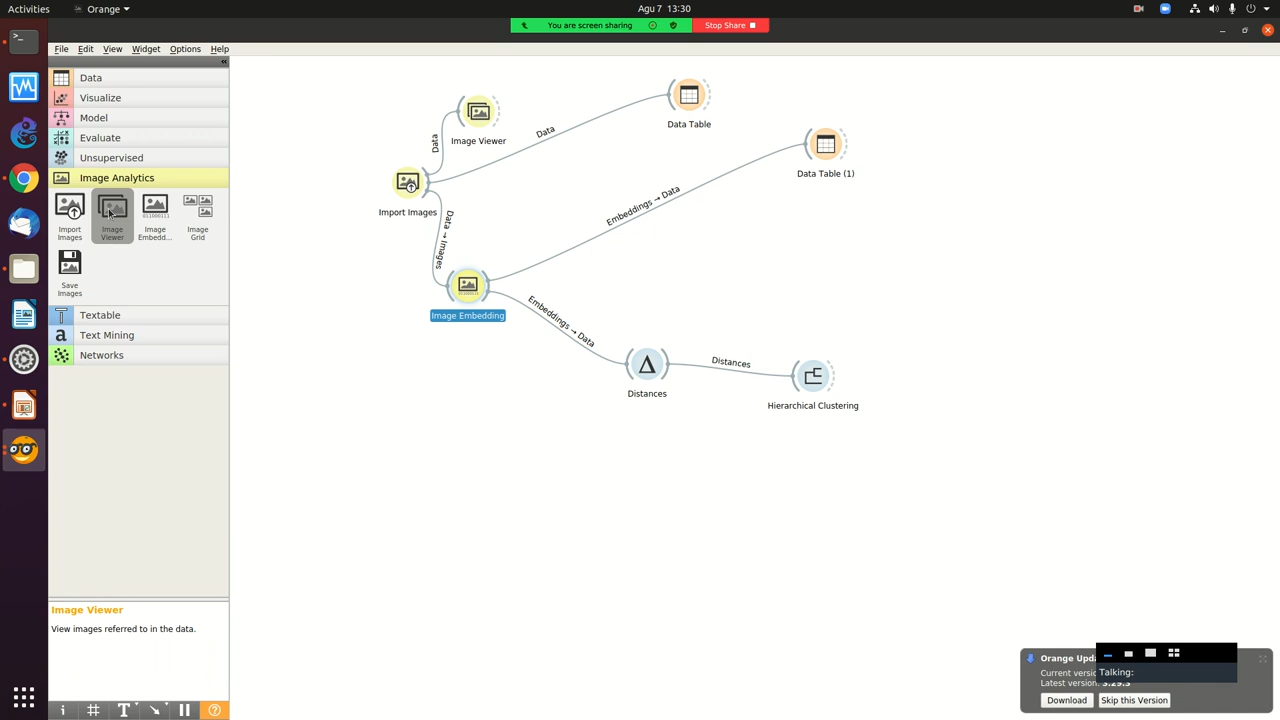 Activities
Orange
Agu 7 13:30
You are screen sharing
Stop Share
File Edit View Widget Options Help
Data
Visualize
Model
Evaluate
Unsupervised
Image Analytics
Import Images
Image Viewer
Image Embedd...
Image Grid
Save Images
Textable
Text Mining
Networks
Image Viewer
View images referred to in the data.
Data
Image Viewer
Data
Data Table
Import Images
Data → Images
Embeddings → Data
Data Table (1)
Image Embedding
Embeddings → Data
Distances
Distances
Hierarchical Clustering
Orange Upda
Current versio
Talking:
Latest version:
Download
Skip this Version